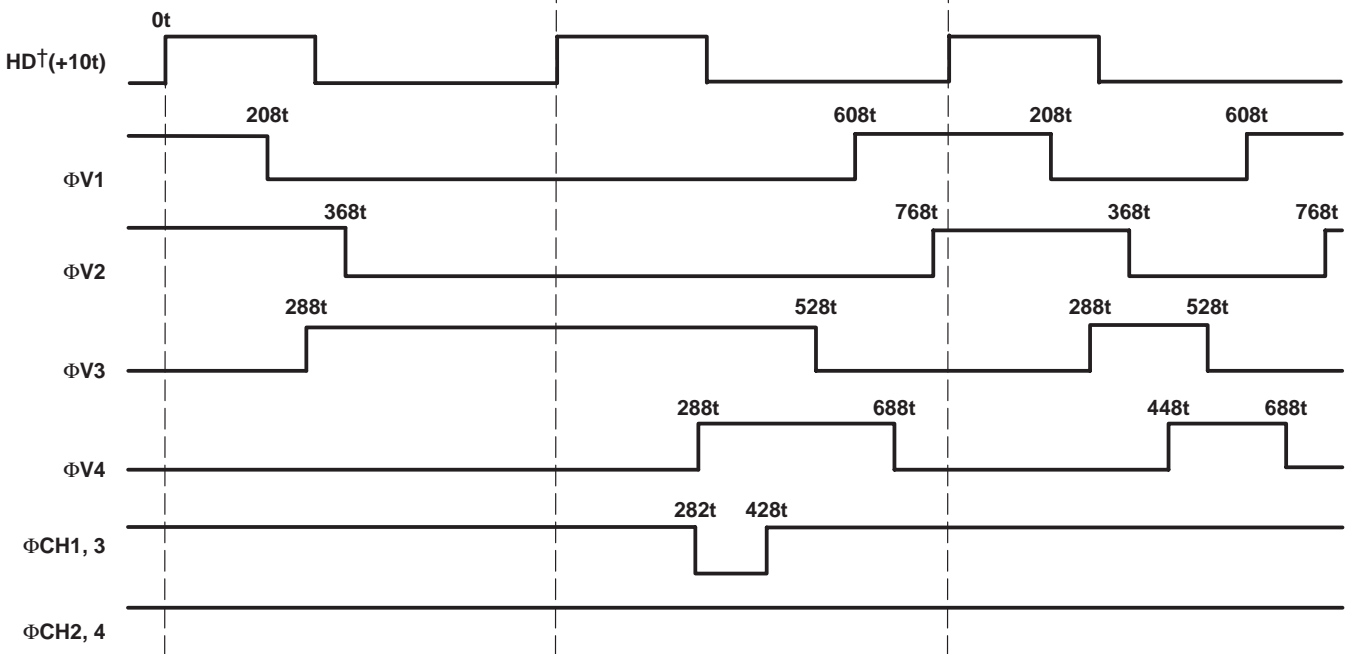 0t
HD†(+10t)
208t 608t 208t 608t
ΦV1
368t 768t 368t 768t
ΦV2
288t 528t 288t 528t
ΦV3
288t 688t 448t 688t
ΦV4
282t 428t
ΦCH1, 3
ΦCH2, 4